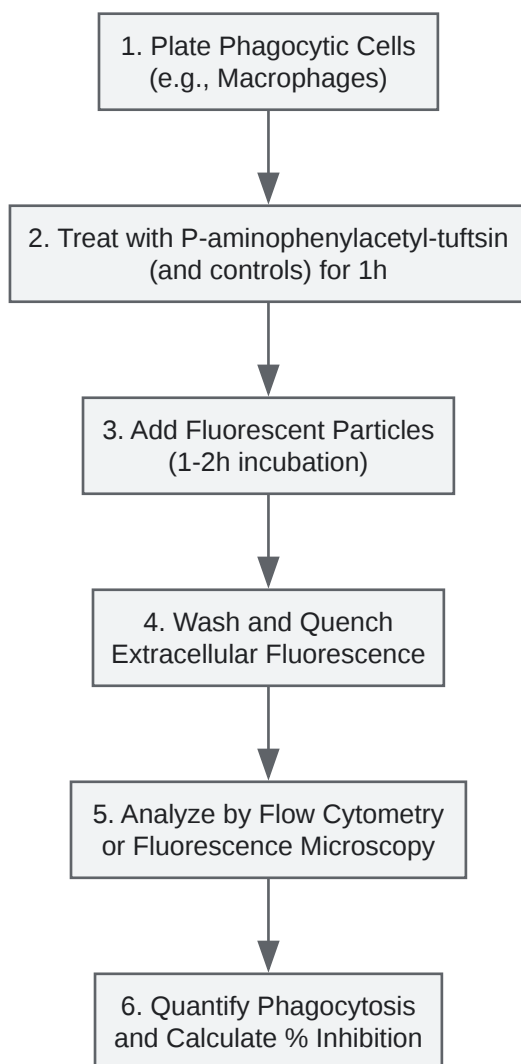 1. Plate Phagocytic Cells
(e.g., Macrophages)
2. Treat with P-aminophenylacetyl-tuftsin
(and controls) for 1h
3. Add Fluorescent Particles
(1-2h incubation)
4. Wash and Quench
Extracellular Fluorescence
5. Analyze by Flow Cytometry
or Fluorescence Microscopy
6. Quantify Phagocytosis
and Calculate % Inhibition